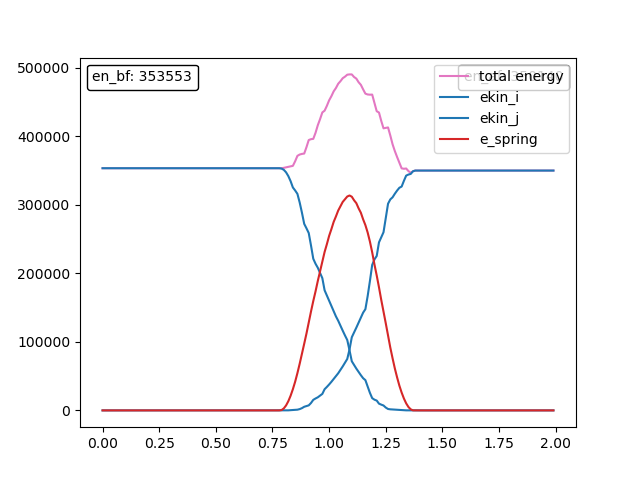 en_bf: 353553
total energy
ekin_i
ekin_j
e_spring
500000
400000
300000
200000
100000
0
0.00 0.25 0.50 0.75 1.00 1.25 1.50 1.75 2.00